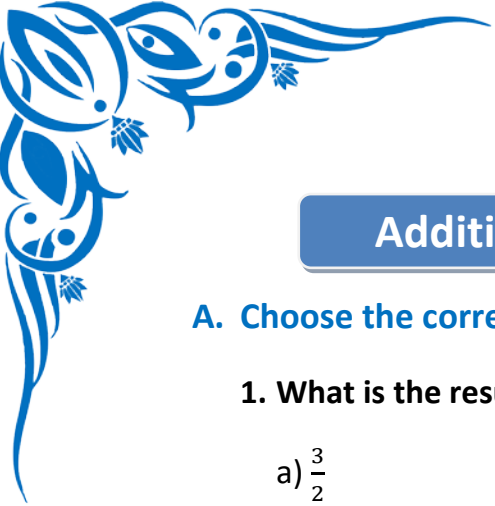 Additi
A. Choose the corre
1. What is the resu
a) 3/2